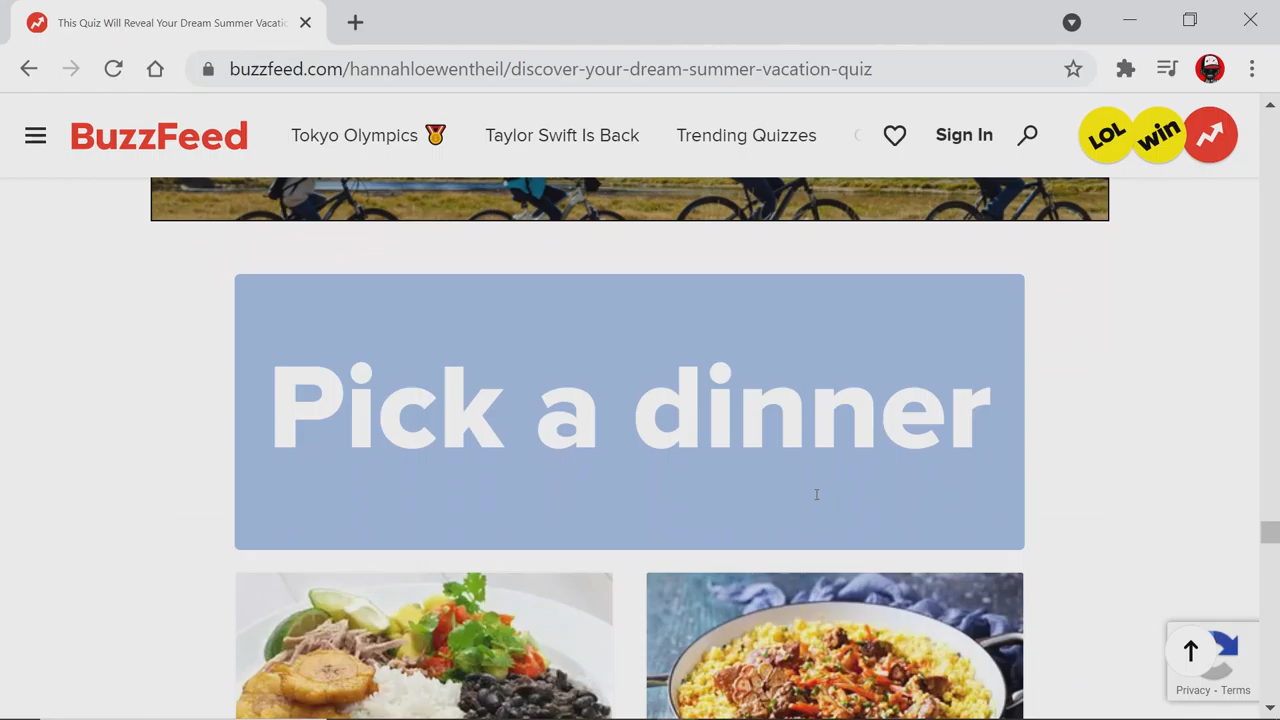 This Quiz Will Reveal Your Dream Summer Vacatic
buzzfeed.com/hannahloewentheil/discover-your-dream-summer-vacation-quiz
BuzzFeed
Tokyo Olympics
Taylor Swift Is Back
Trending Quizzes
Sign In
LOL
win
Pick a dinner
Privacy - Terms